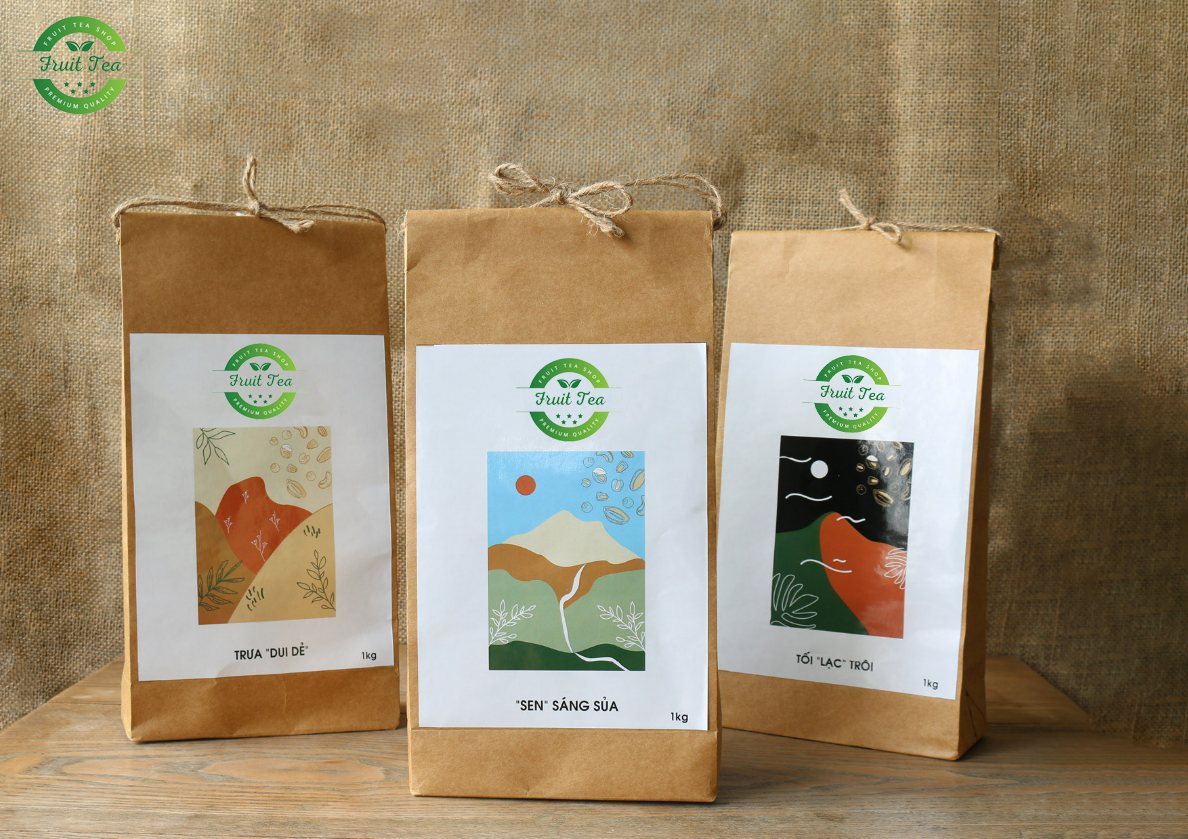 FRUIT TEA SHOP
Fruit Tea
PREMIUM QUALITY
FRUIT TEA SHOP
Fruit Tea
PREMIUM QUALITY
TRƯA "DUI DẺ"
1kg
FRUIT TEA SHOP
Fruit Tea
PREMIUM QUALITY
"SEN" SÁNG SỦA
1kg
FRUIT TEA SHOP
Fruit Tea
PREMIUM QUALITY
TỐI "LẠC" TRÔI
1kg